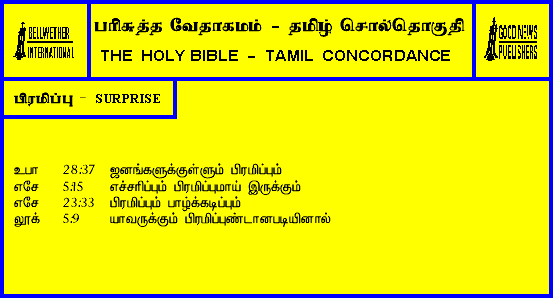 BELLWETHER
INTERNATIONAL
பரிசுத்த வேதாகமம் - தமிழ் சொல்தொகுதி
THE HOLY BIBLE - TAMIL CONCORDANCE
GOOD NEWS
PUBLISHERS
பிரமிப்பு - SURPRISE
உபா 28:37 ஜனங்களுக்குள்ளும் பிரமிப்பும்
எசே 5:15 எச்சரிப்பும் பிரமிப்புமாய் இருக்கும்
எசே 23:33 பிரமிப்பும் பாழ்க்கடிப்பும்
லூக் 5:9 யாவருக்கும் பிரமிப்புண்டானபடியினால்